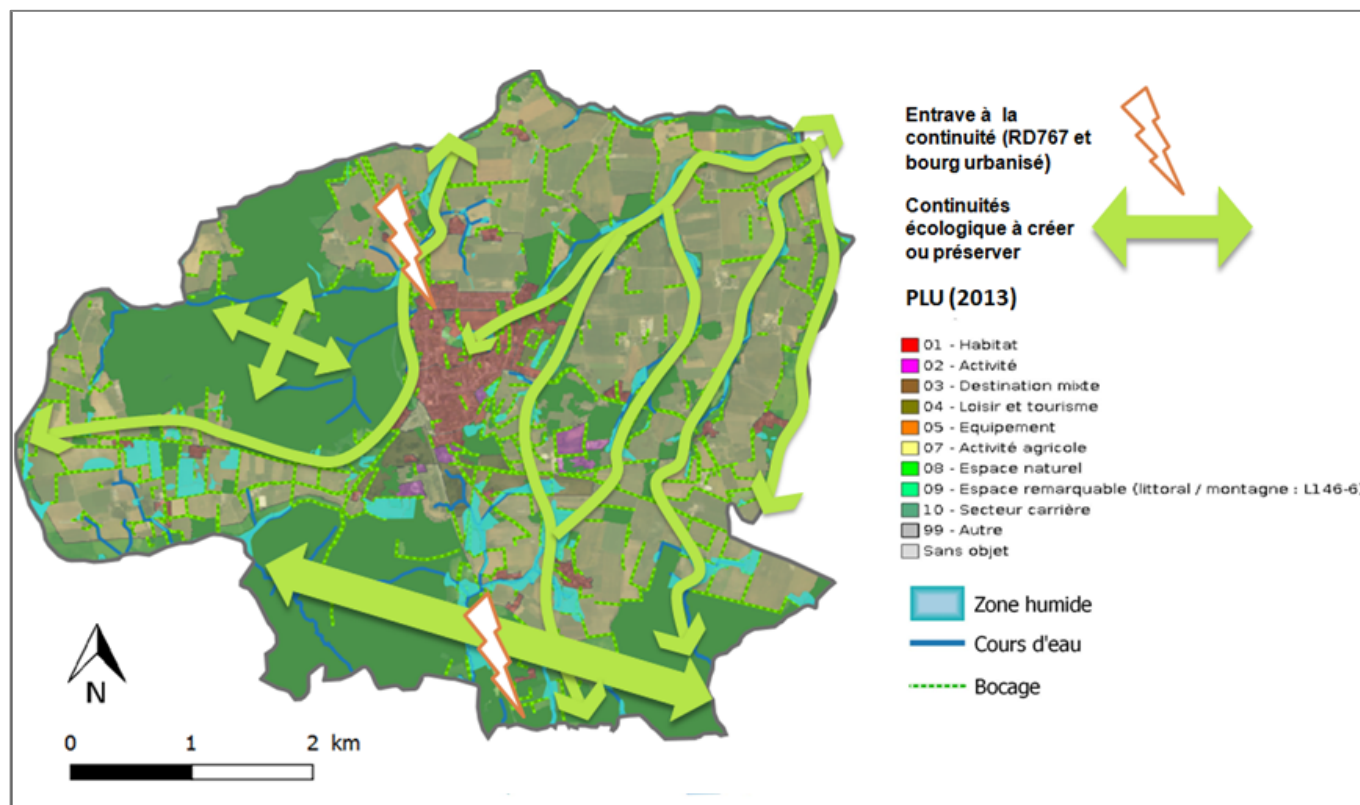 Entrave à la
continuité (RD767 et
bourg urbanisé)
Continuités
écologique à créer
ou préserver
PLU (2013)
01 - Habitat
02 - Activité
03 - Destination mixte
04 - Loisir et tourisme
05 - Equipement
07 - Activité agricole
08 - Espace naturel
09 - Espace remarquable (littoral / montagne : L146-6)
10 - Secteur carrière
99 - Autre
Sans objet
Zone humide
Cours d'eau
Bocage
N
0 1 2 km